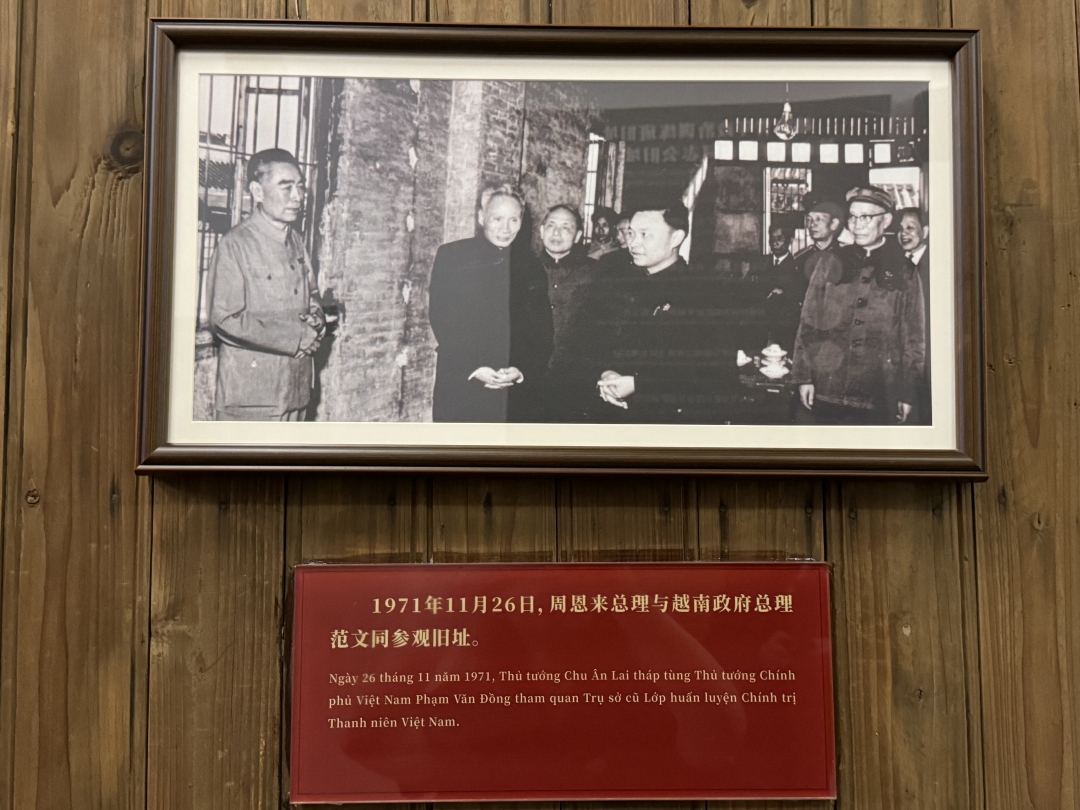 1971年11月26日，周恩来总理与越南政府总理
范文同参观旧址。
Ngày 26 tháng 11 năm 1971, Thủ tướng Chu Ân Lai tháp tùng Thủ tướng Chính
phủ Việt Nam Phạm Văn Đồng tham quan Trụ sở cũ Lớp huấn luyện Chính trị
Thanh niên Việt Nam.